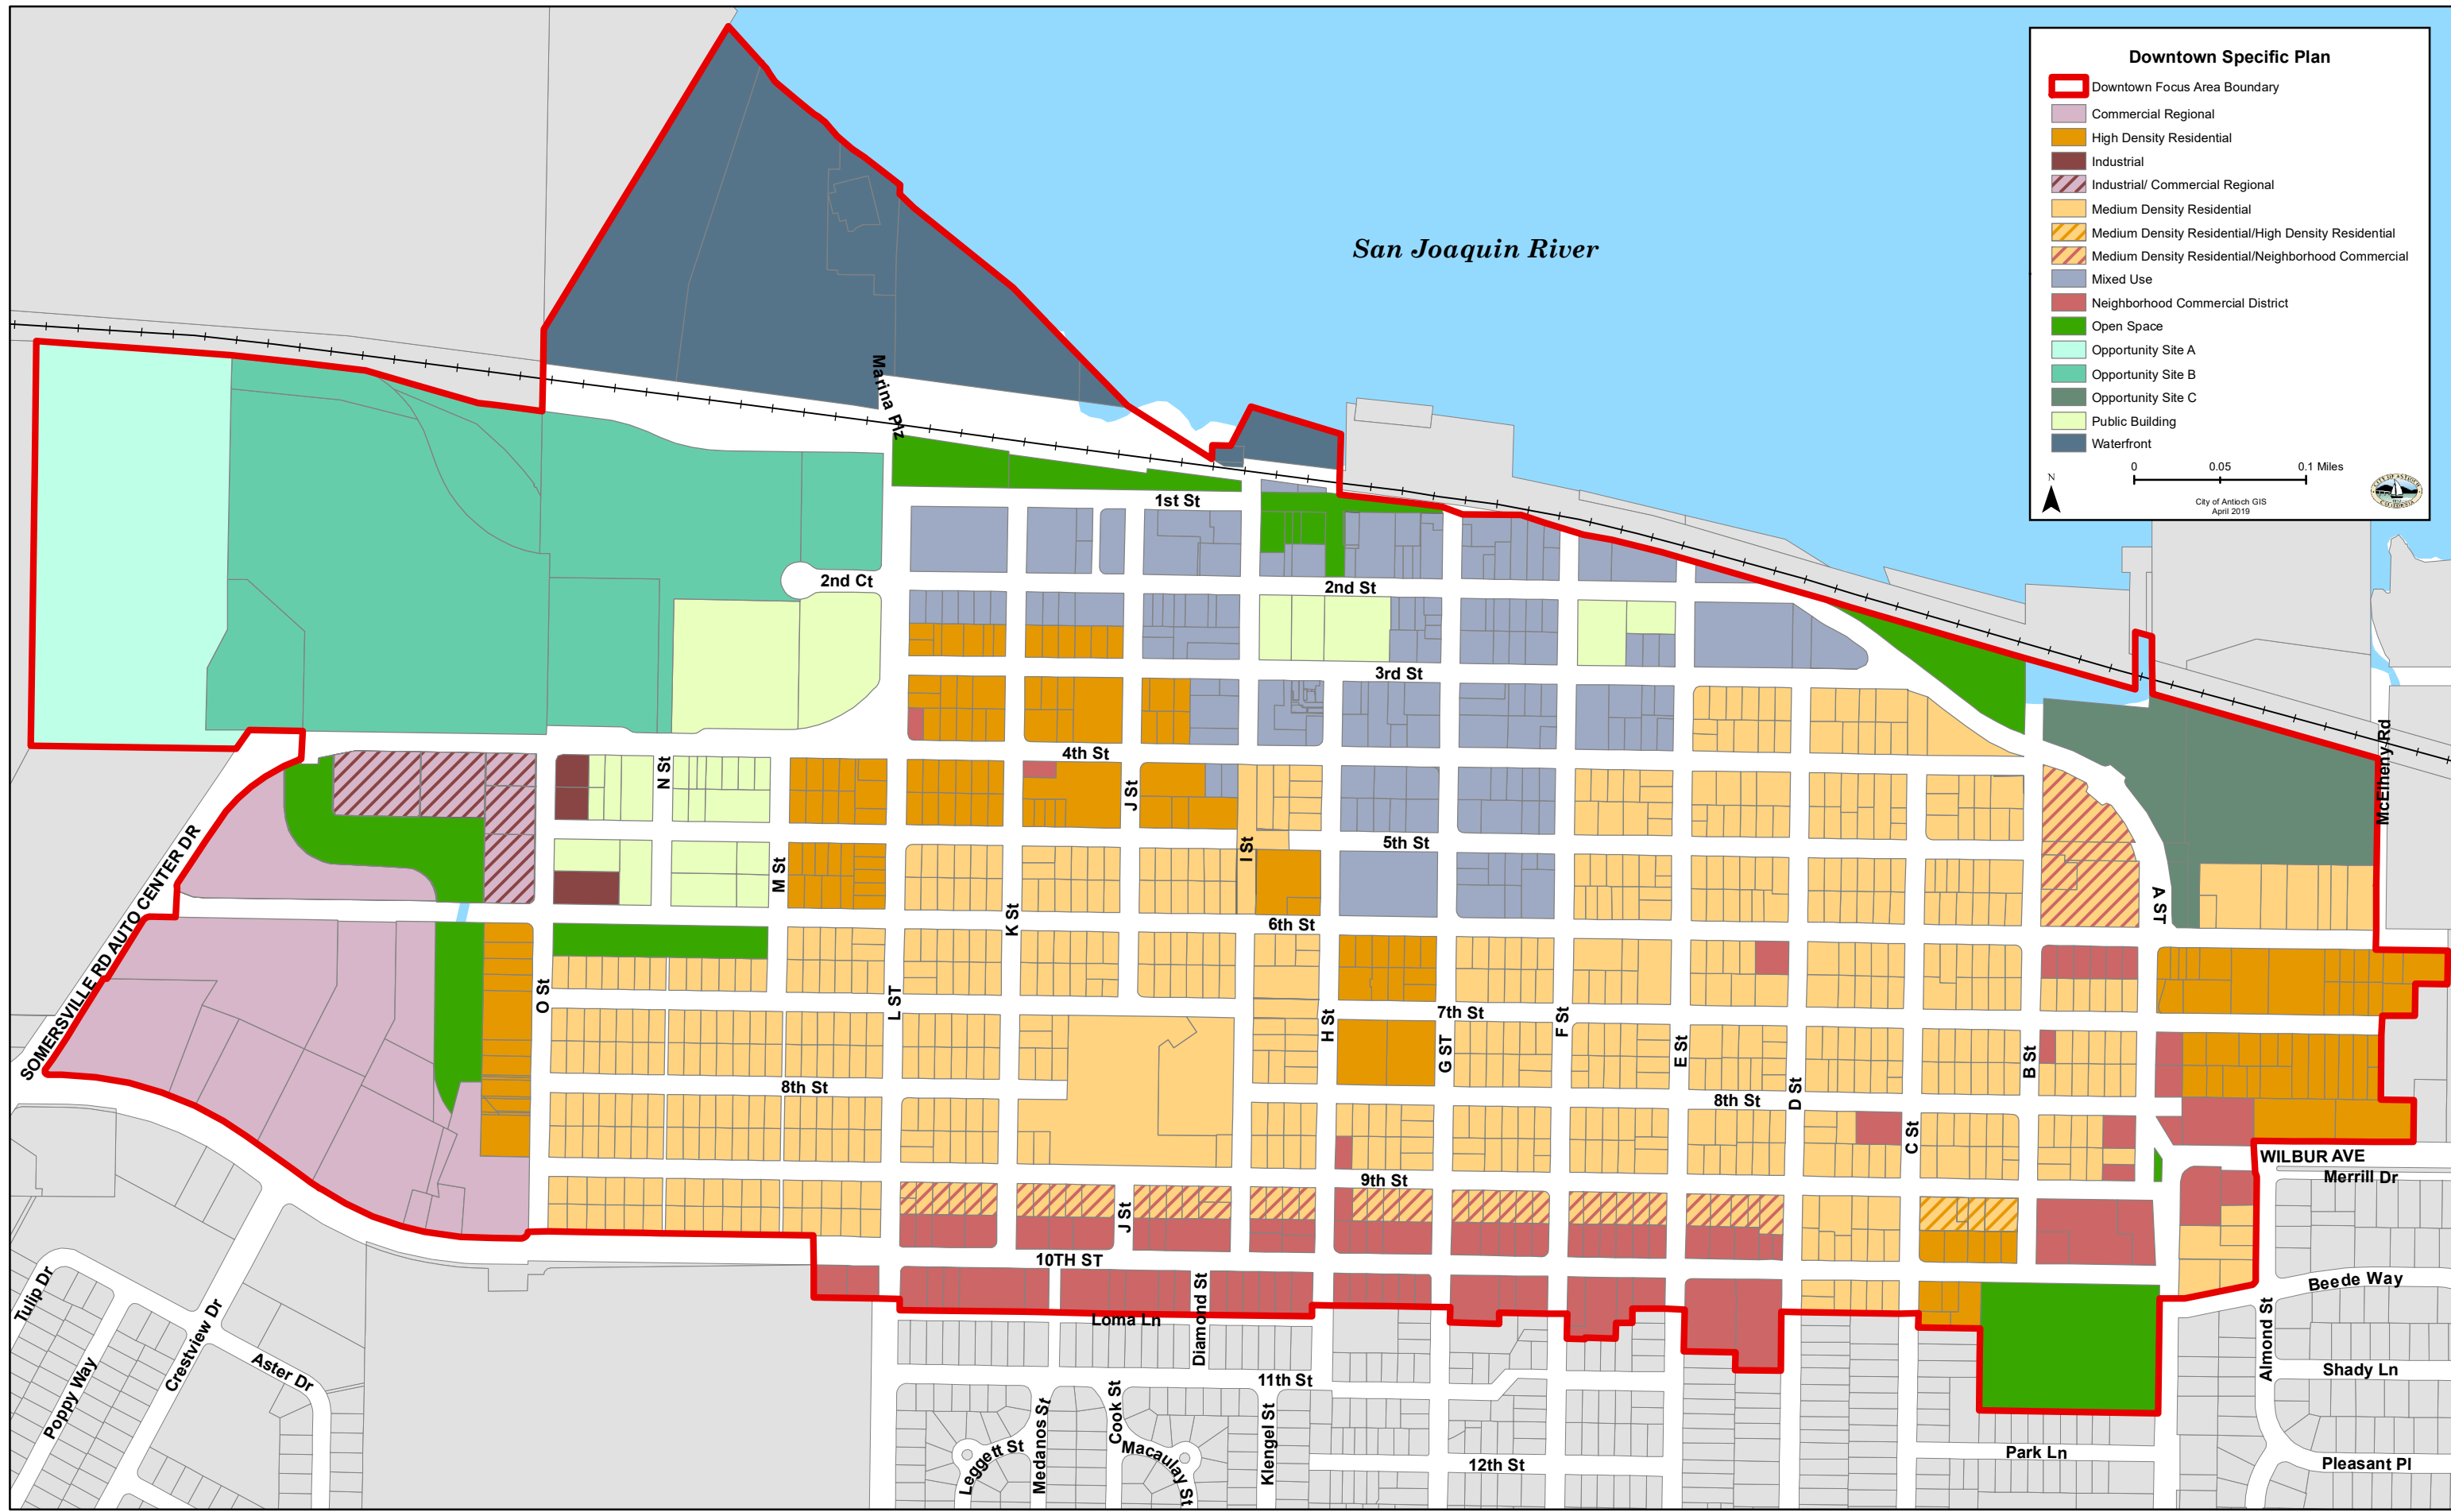 Downtown Specific Plan
Downtown Focus Area Boundary
Commercial Regional
High Density Residential
Industrial
Industrial/ Commercial Regional
Medium Density Residential
Medium Density Residential/High Density Residential
Medium Density Residential/Neighborhood Commercial
Mixed Use
Neighborhood Commercial District
Open Space
Opportunity Site A
Opportunity Site B
Opportunity Site C
Public Building
Waterfront
0 0.05 0.1 Miles
N
City of Antioch GIS
April 2019
San Joaquin River
Marina Plz
1st St
2nd Ct
2nd St
3rd St
4th St
N St
J St
McElheny Rd
5th St
I St
M St
SOMERSVILLE RD AUTO CENTER DR
A ST
K St
6th St
O St
L ST
7th St
H St
G ST
F St
E St
B St
8th St
8th St
D St
C St
9th St
WILBUR AVE
Merrill Dr
J St
10TH ST
Beede Way
Tulip Dr
Crestview Dr
Loma Ln
Diamond St
Almond St
Aster Dr
11th St
Shady Ln
Poppy Way
Medanos St
Cook St
Klengel St
Leggett St
Macaulay St
12th St
Park Ln
Pleasant Pl